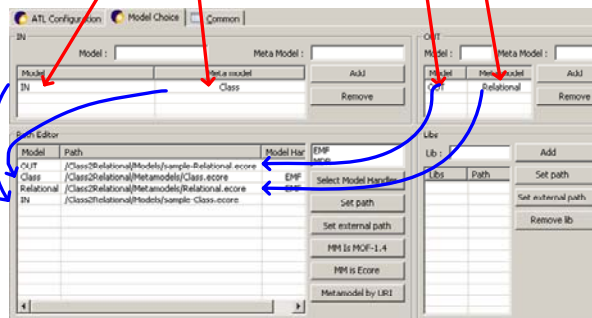 ATL Configuration Model Choice Common
IN
Model : Meta Model :
Model Meta model Add
IN Class Remove
OUT
Model : Meta Model :
Model Meta model Add
OUT Relational Remove
Path Editor
Model Path Model Har EMF
MDR
OUT /Class2Relational/Models/sample-Relational.ecore
Class /Class2Relational/Metamodels/Class.ecore EMF
Relational /Class2Relational/Metamodels/Relational.ecore EMF
IN /Class2Relational/Models/sample-Class.ecore
Select Model Handler
Set path
Set external path
MM Is MOF-1.4
MM is Ecore
Metamodel by URI
Libs
Lib : Add
Libs Path Set path
Set external path
Remove lib